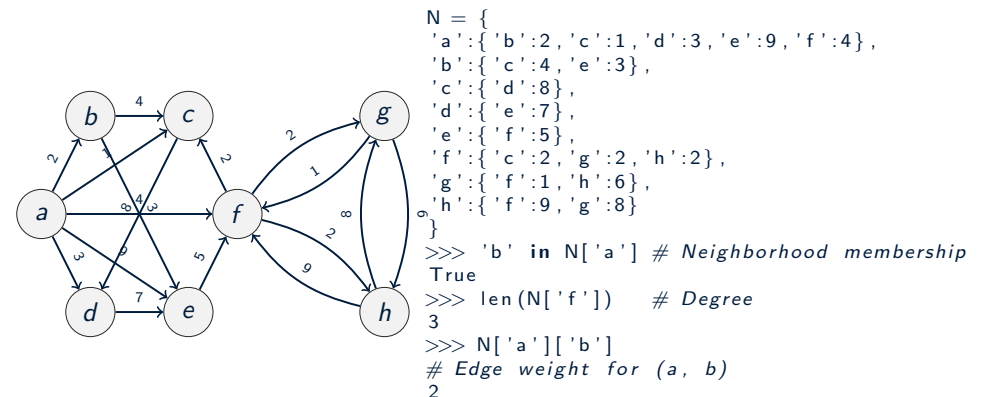 N = {
'a':{'b':2,'c':1,'d':3,'e':9,'f':4},
'b':{'c':4,'e':3},
'c':{'d':8},
'd':{'e':7},
'e':{'f':5},
'f':{'c':2,'g':2,'h':2},
'g':{'f':1,'h':6},
'h':{'f':9,'g':8}
}
>>> 'b' in N['a'] # Neighborhood membership
True
>>> len(N['f']) # Degree
3
>>> N['a']['b']
# Edge weight for (a, b)
2
b
4
c
g
2
1
2
1
2
a
8
4
3
f
8
6
2
3
9
5
9
d
7
e
h